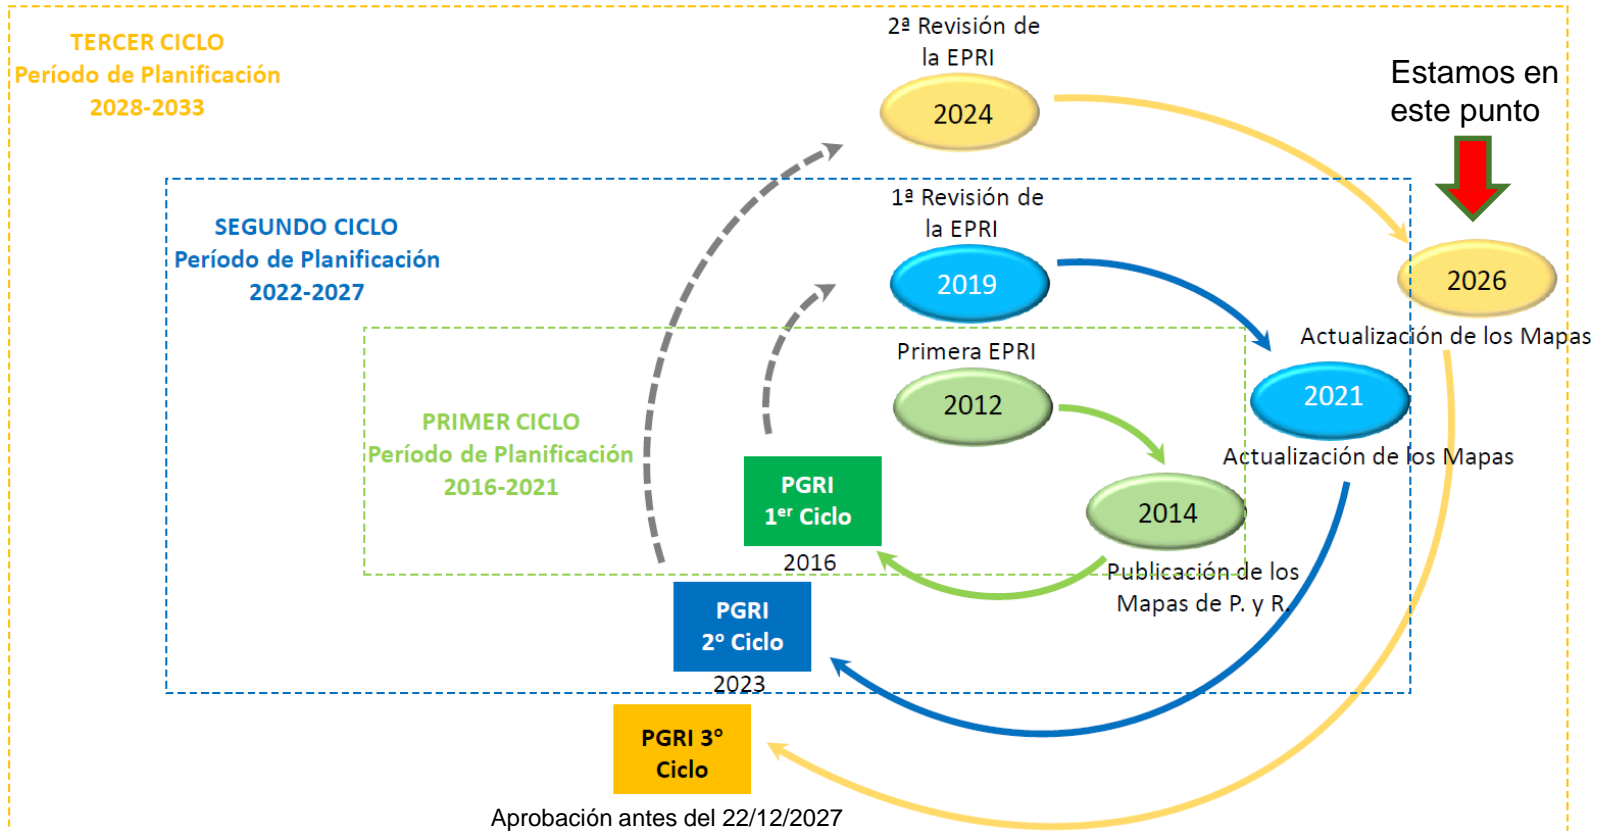 TERCER CICLO
Período de Planificación
2028-2033
2ª Revisión de
la EPRI
2024
Estamos en
este punto
SEGUNDO CICLO
Período de Planificación
2022-2027
1ª Revisión de
la EPRI
2019
2026
Actualización de los Mapas
Primera EPRI
2012
2021
Actualización de los Mapas
PRIMER CICLO
Período de Planificación
2016-2021
PGRI
1er Ciclo
2016
2014
Publicación de los
Mapas de P. y R.
PGRI
2º Ciclo
2023
PGRI 3º
Ciclo
Aprobación antes del 22/12/2027